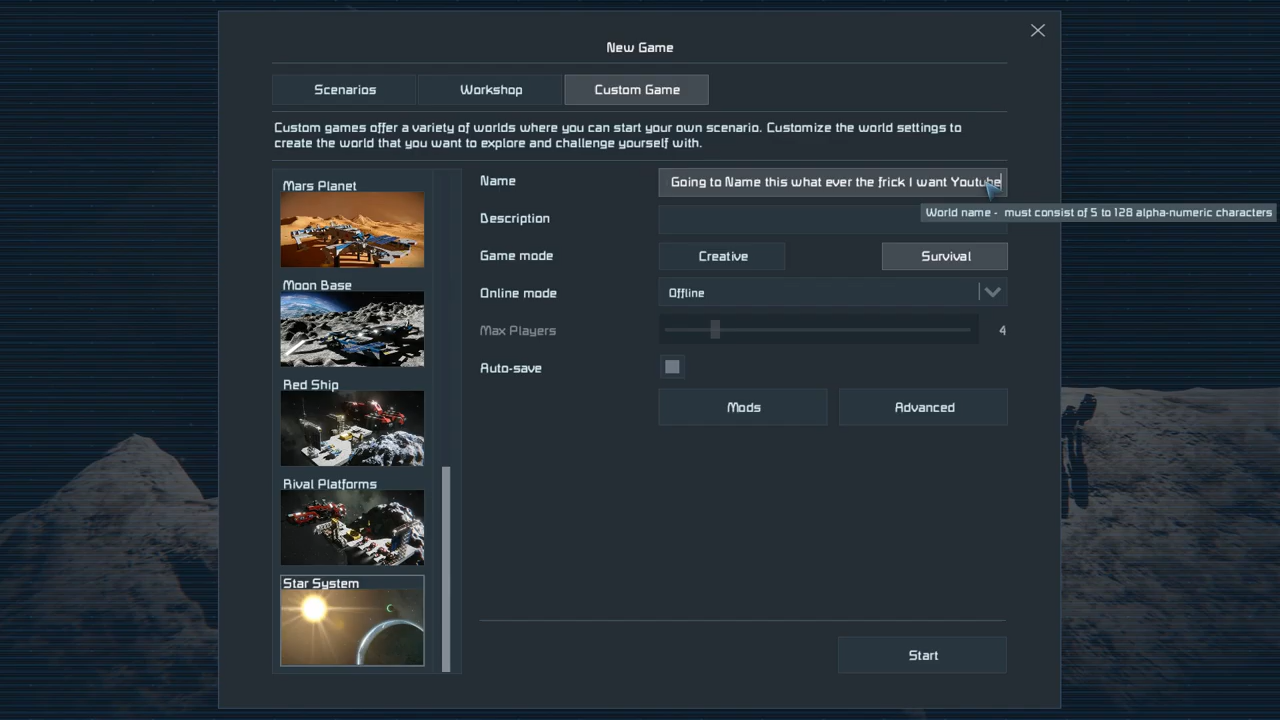 New Game
Scenarios
Workshop
Custom Game
Custom games offer a variety of worlds where you can start your own scenario. Customize the world settings to
create the world that you want to explore and challenge yourself with.
Mars Planet
Moon Base
Red Ship
Rival Platforms
Star System
Name
Going to Name this what ever the frick I want Youtube
World name - must consist of 5 to 128 alpha-numeric characters
Description
Game mode
Creative
Survival
Online mode
Offline
Max Players
4
Auto-save
Mods
Advanced
Start